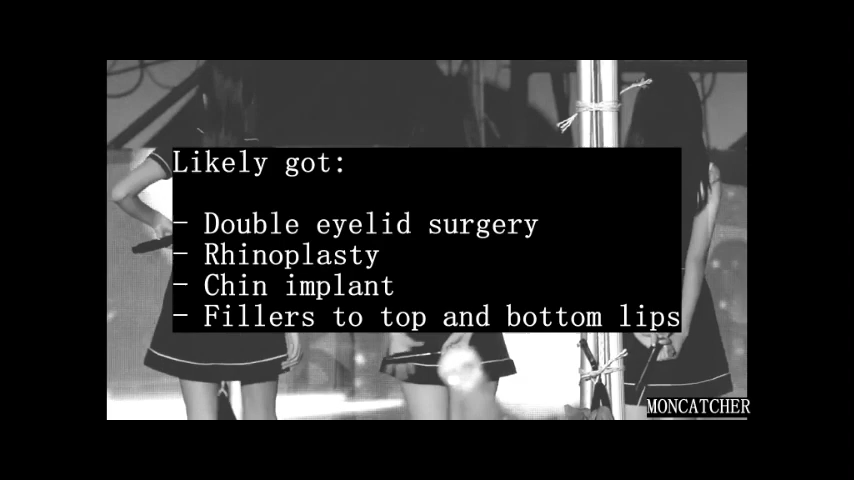 Likely got:
- Double eyelid surgery
- Rhinoplasty
- Chin implant
- Fillers to top and bottom lips
MONCATCHER